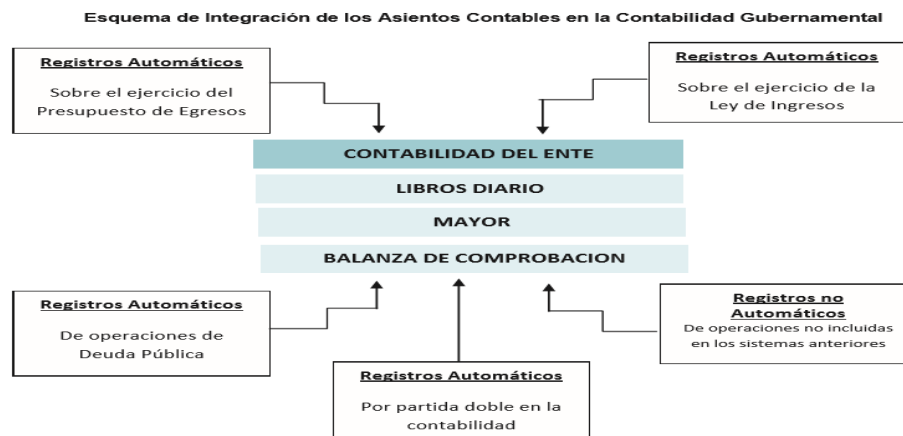 Esquema de Integración de los Asientos Contables en la Contabilidad Gubernamental
Registros Automáticos
Sobre el ejercicio del
Presupuesto de Egresos
Registros Automáticos
Sobre el ejercicio de la
Ley de Ingresos
CONTABILIDAD DEL ENTE
LIBROS DIARIO
MAYOR
BALANZA DE COMPROBACION
Registros Automáticos
De operaciones de
Deuda Pública
Registros Automáticos
Por partida doble en la
contabilidad
Registros no
Automáticos
De operaciones no incluidas
en los sistemas anteriores